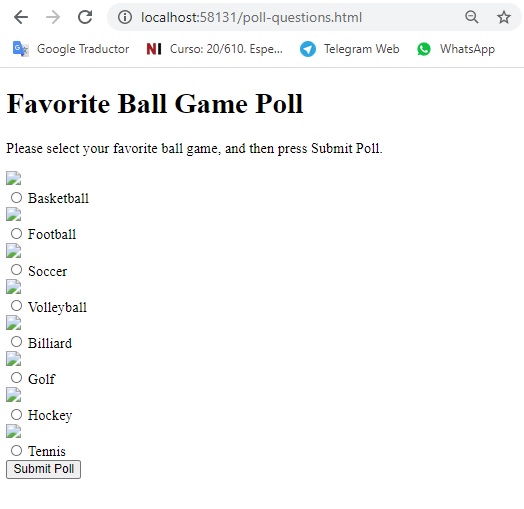 localhost:58131/poll-questions.html
Google Traductor NI Curso: 20/610. Espe... Telegram Web WhatsApp
Favorite Ball Game Poll
Please select your favorite ball game, and then press Submit Poll.
Basketball
Football
Soccer
Volleyball
Billiard
Golf
Hockey
Tennis
Submit Poll